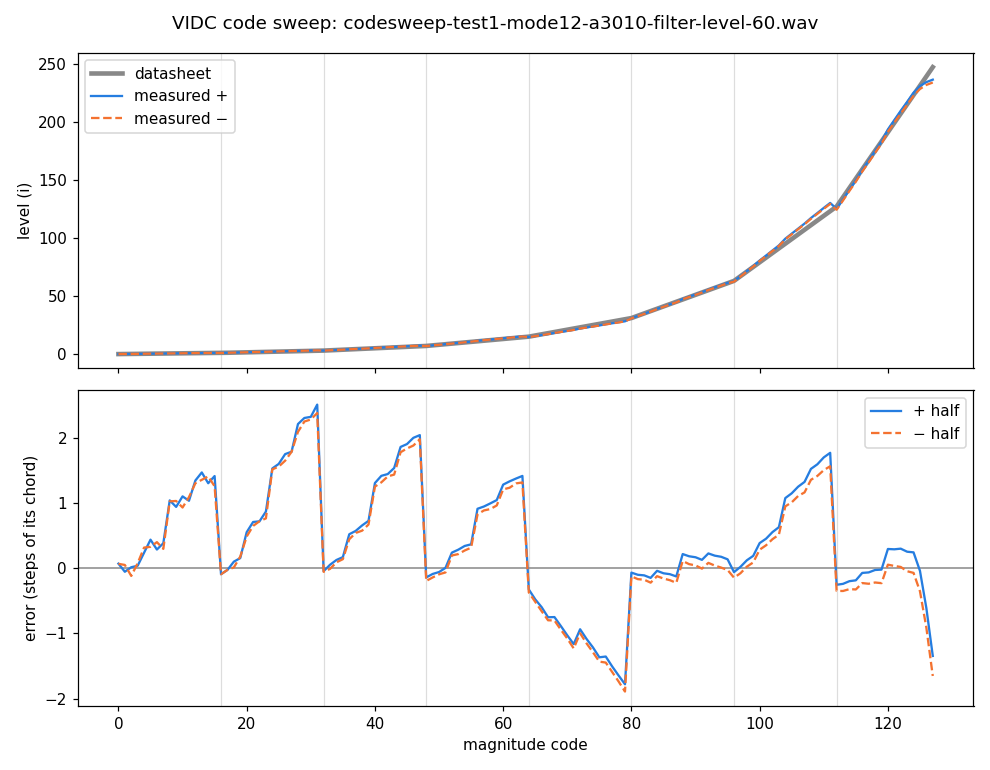 VIDC code sweep: codesweep-test1-mode12-a3010-filter-level-60.wav
250
200
150
100
50
0
level (i)
datasheet
measured +
measured −
2
1
0
−1
−2
error (steps of its chord)
+ half
− half
0 20 40 60 80 100 120
magnitude code